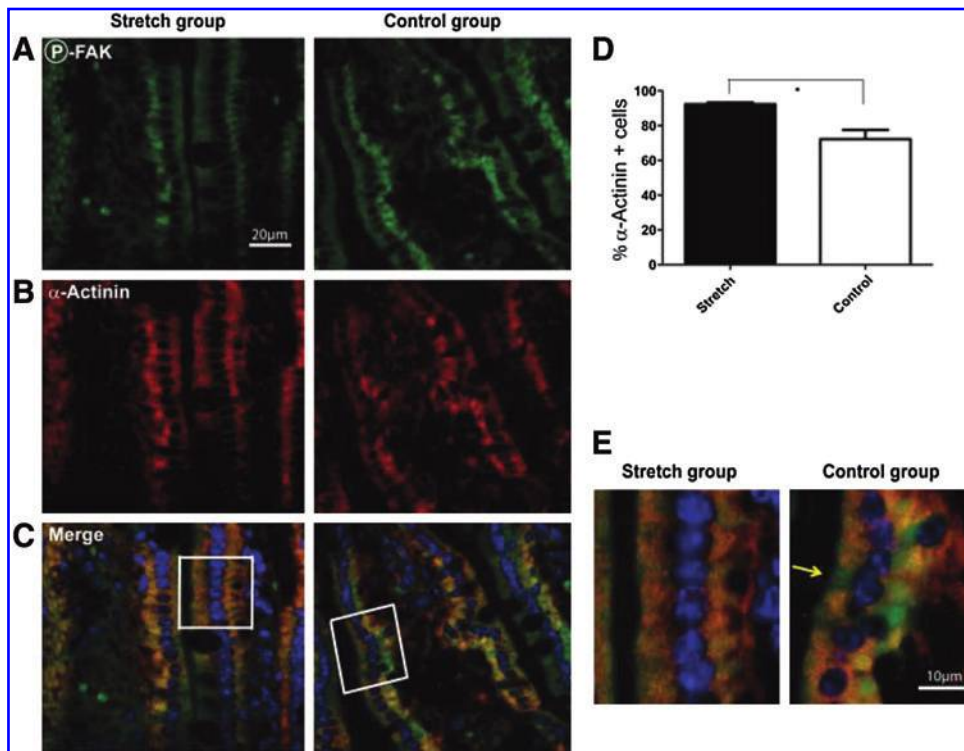 Stretch group
Control group
A
Ⓟ-FAK
20µm
B
α-Actinin
C
Merge
D
% α-Actinin + cells
100
80
60
40
20
0
*
Stretch
Control
E
Stretch group
Control group
10µm